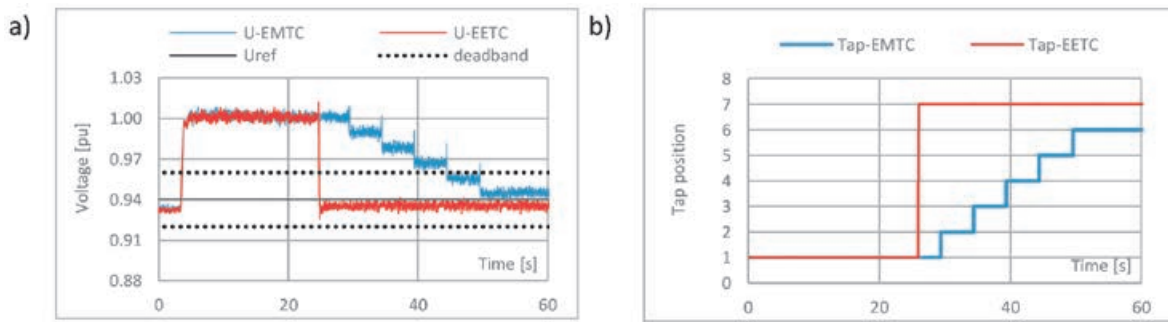 a)
U-EMTC
U-EETC
Uref
deadband
Voltage [pu]
1.03
1.00
0.97
0.94
0.91
0.88
Time [s]
0
20
40
60
b)
Tap-EMTC
Tap-EETC
Tap position
8
7
6
5
4
3
2
1
0
Time [s]
0
20
40
60